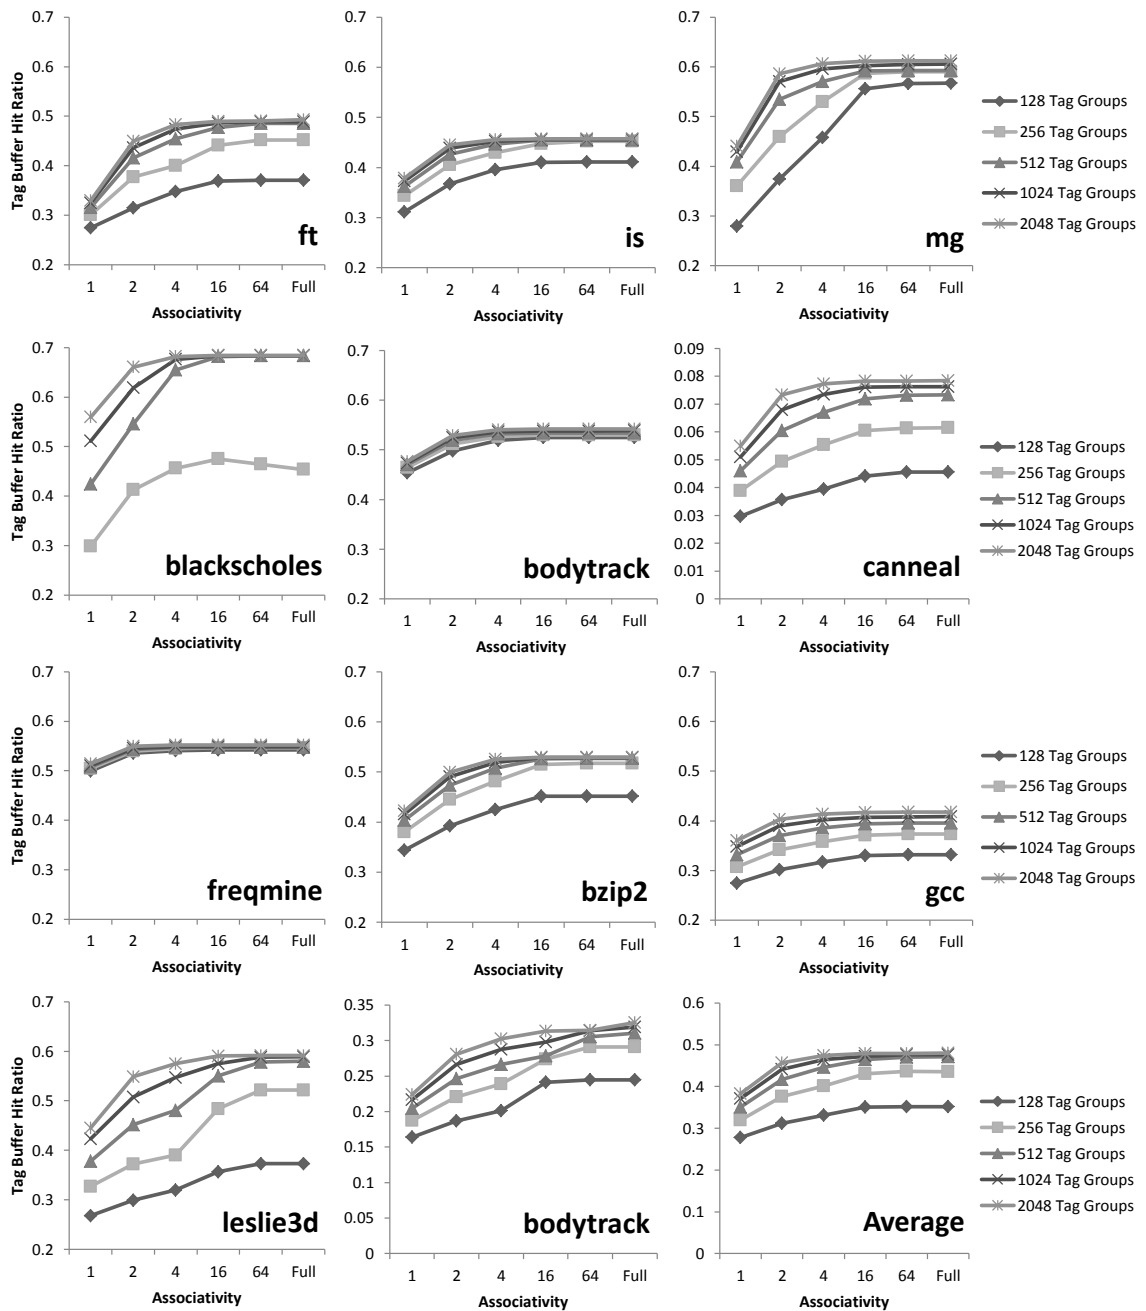 0.7
0.6
0.5
0.4
0.3
0.2
Tag Buffer Hit Ratio
1 2 4 16 64 Full
Associativity
ft
0.7
0.6
0.5
0.4
0.3
0.2
1 2 4 16 64 Full
Associativity
is
0.7
0.6
0.5
0.4
0.3
0.2
1 2 4 16 64 Full
Associativity
mg
128 Tag Groups
256 Tag Groups
512 Tag Groups
1024 Tag Groups
2048 Tag Groups
0.7
0.6
0.5
0.4
0.3
0.2
Tag Buffer Hit Ratio
1 2 4 16 64 Full
Associativity
blackscholes
0.7
0.6
0.5
0.4
0.3
0.2
1 2 4 16 64 Full
Associativity
bodytrack
0.09
0.08
0.07
0.06
0.05
0.04
0.03
0.02
0.01
0
1 2 4 16 64 Full
Associativity
canneal
128 Tag Groups
256 Tag Groups
512 Tag Groups
1024 Tag Groups
2048 Tag Groups
0.7
0.6
0.5
0.4
0.3
0.2
Tag Buffer Hit Ratio
1 2 4 16 64 Full
Associativity
freqmine
0.7
0.6
0.5
0.4
0.3
0.2
1 2 4 16 64 Full
Associativity
bzip2
0.7
0.6
0.5
0.4
0.3
0.2
1 2 4 16 64 Full
Associativity
gcc
128 Tag Groups
256 Tag Groups
512 Tag Groups
1024 Tag Groups
2048 Tag Groups
0.7
0.6
0.5
0.4
0.3
0.2
Tag Buffer Hit Ratio
1 2 4 16 64 Full
Associativity
leslie3d
0.35
0.3
0.25
0.2
0.15
0.1
0.05
0
1 2 4 16 64 Full
Associativity
bodytrack
0.6
0.5
0.4
0.3
0.2
0.1
0
1 2 4 16 64 Full
Associativity
Average
128 Tag Groups
256 Tag Groups
512 Tag Groups
1024 Tag Groups
2048 Tag Groups